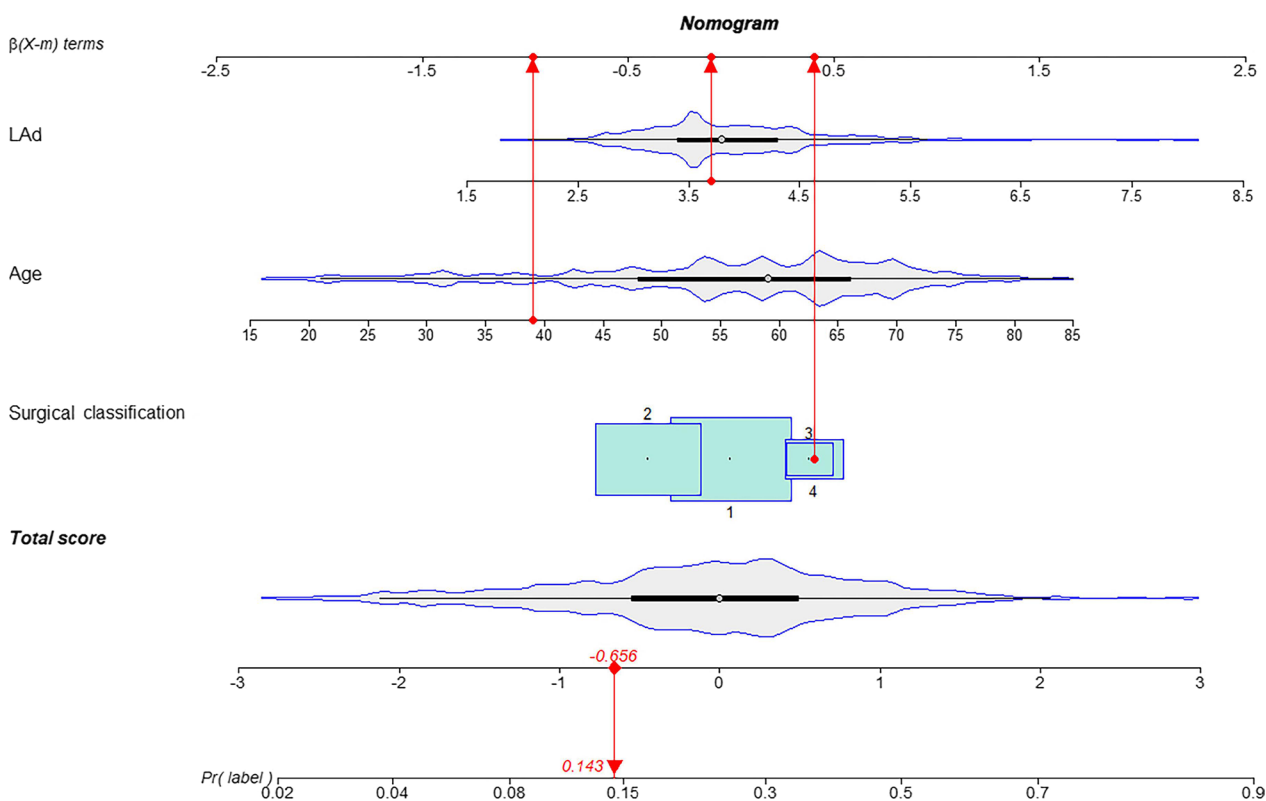 Nomogram
β(X-m) terms
-2.5 -1.5 -0.5 0.5 1.5 2.5
LAd
1.5 2.5 3.5 4.5 5.5 6.5 7.5 8.5
Age
15 20 25 30 35 40 45 50 55 60 65 70 75 80 85
Surgical classification
2
3
4
1
Total score
-0.656
-3 -2 -1 0 1 2 3
0.143
Pr( label )
0.02 0.04 0.08 0.15 0.3 0.5 0.7 0.9